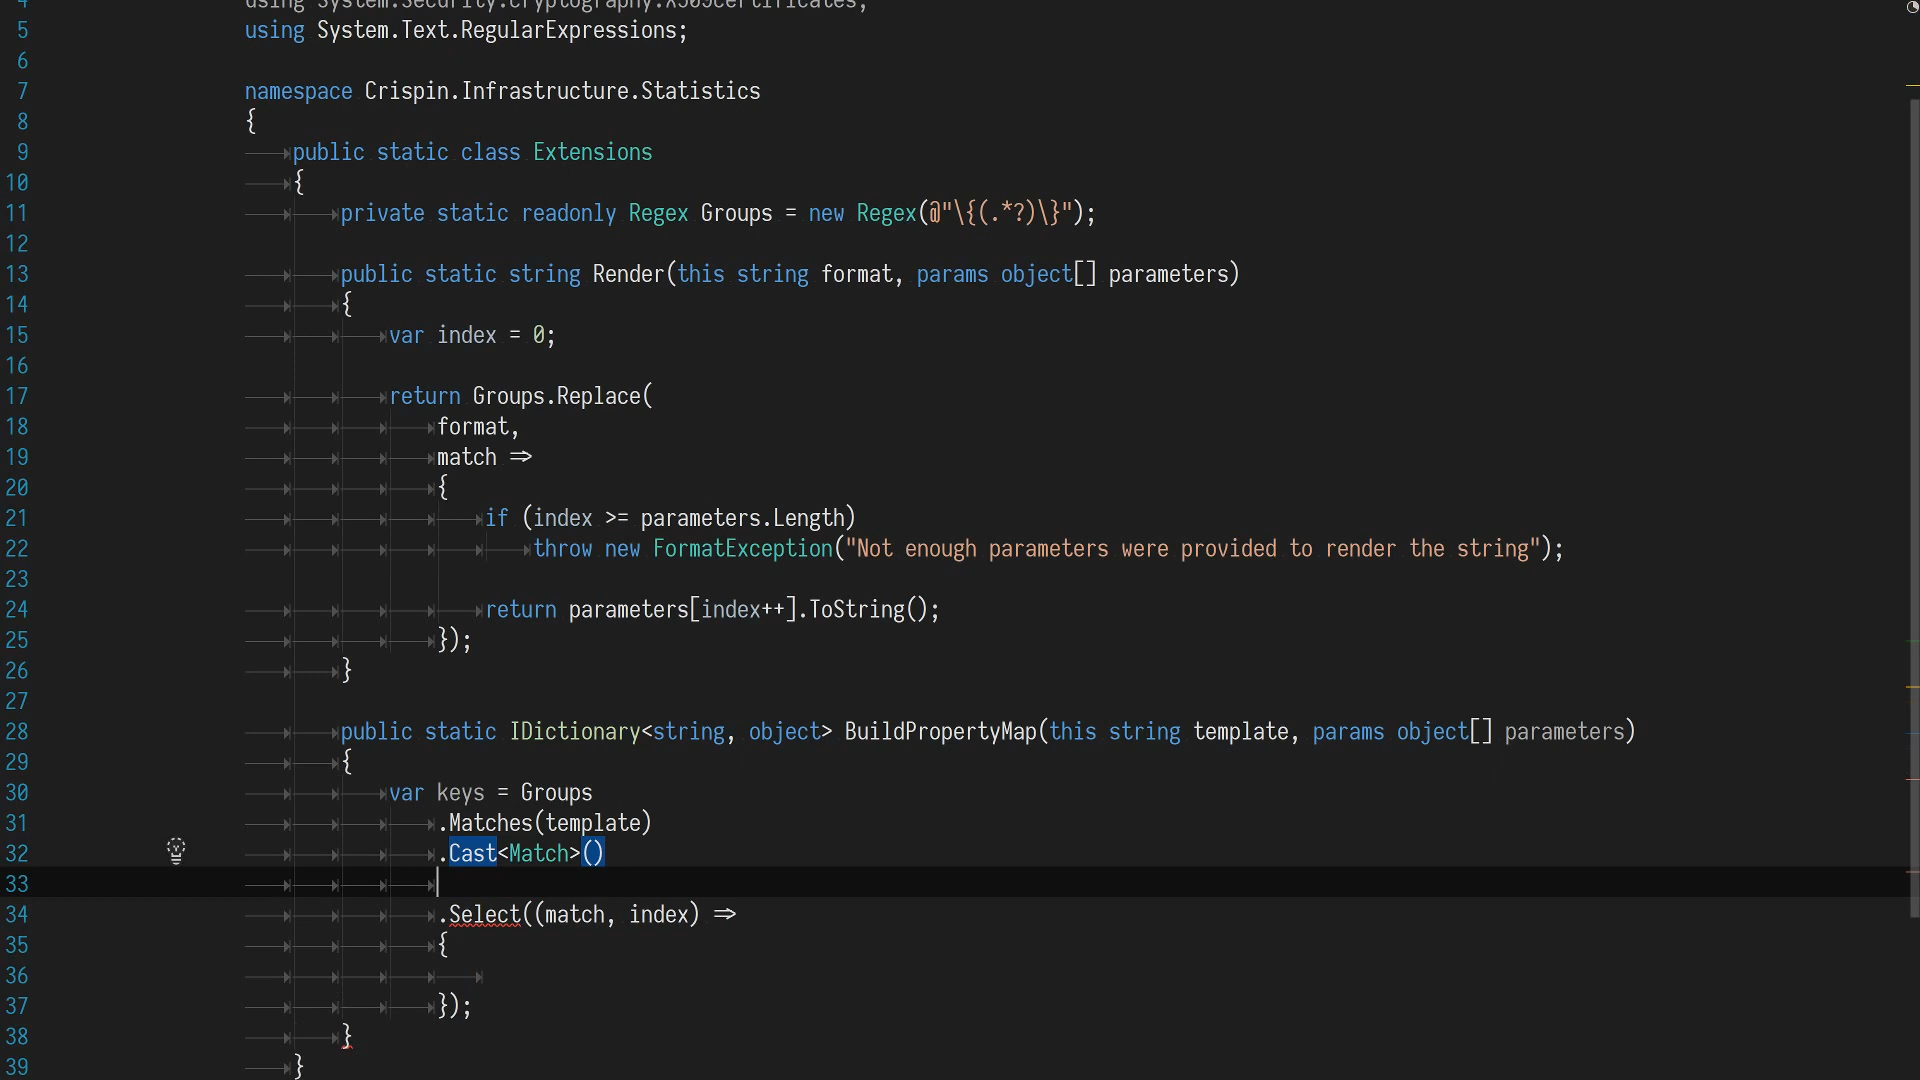 4 using System.Security.Cryptography.X509Certificates;
5 using System.Text.RegularExpressions;
6
7 namespace Crispin.Infrastructure.Statistics
8 {
9 public static class Extensions
10 {
11 private static readonly Regex Groups = new Regex(@"\{(.*?)\}");
12
13 public static string Render(this string format, params object[] parameters)
14 {
15 var index = 0;
16
17 return Groups.Replace(
18 format,
19 match =>
20 {
21 if (index >= parameters.Length)
22 throw new FormatException("Not enough parameters were provided to render the string");
23
24 return parameters[index++].ToString();
25 });
26 }
27
28 public static IDictionary<string, object> BuildPropertyMap(this string template, params object[] parameters)
29 {
30 var keys = Groups
31 .Matches(template)
32 .Cast<Match>()
33
34 .Select((match, index) =>
35 {
36
37 });
38 }
39 }